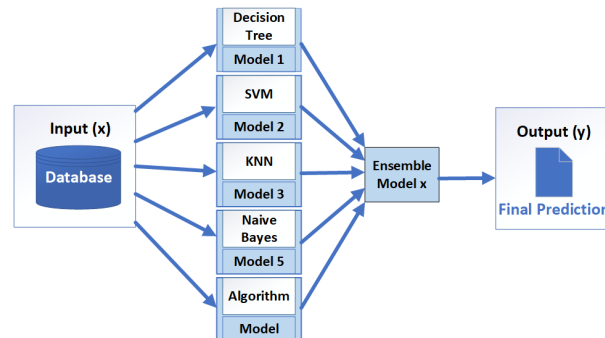 Input (x)
Database
Decision
Tree
Model 1
SVM
Model 2
KNN
Model 3
Naive
Bayes
Model 5
Algorithm
Model
Ensemble
Model x
Output (y)
Final Prediction